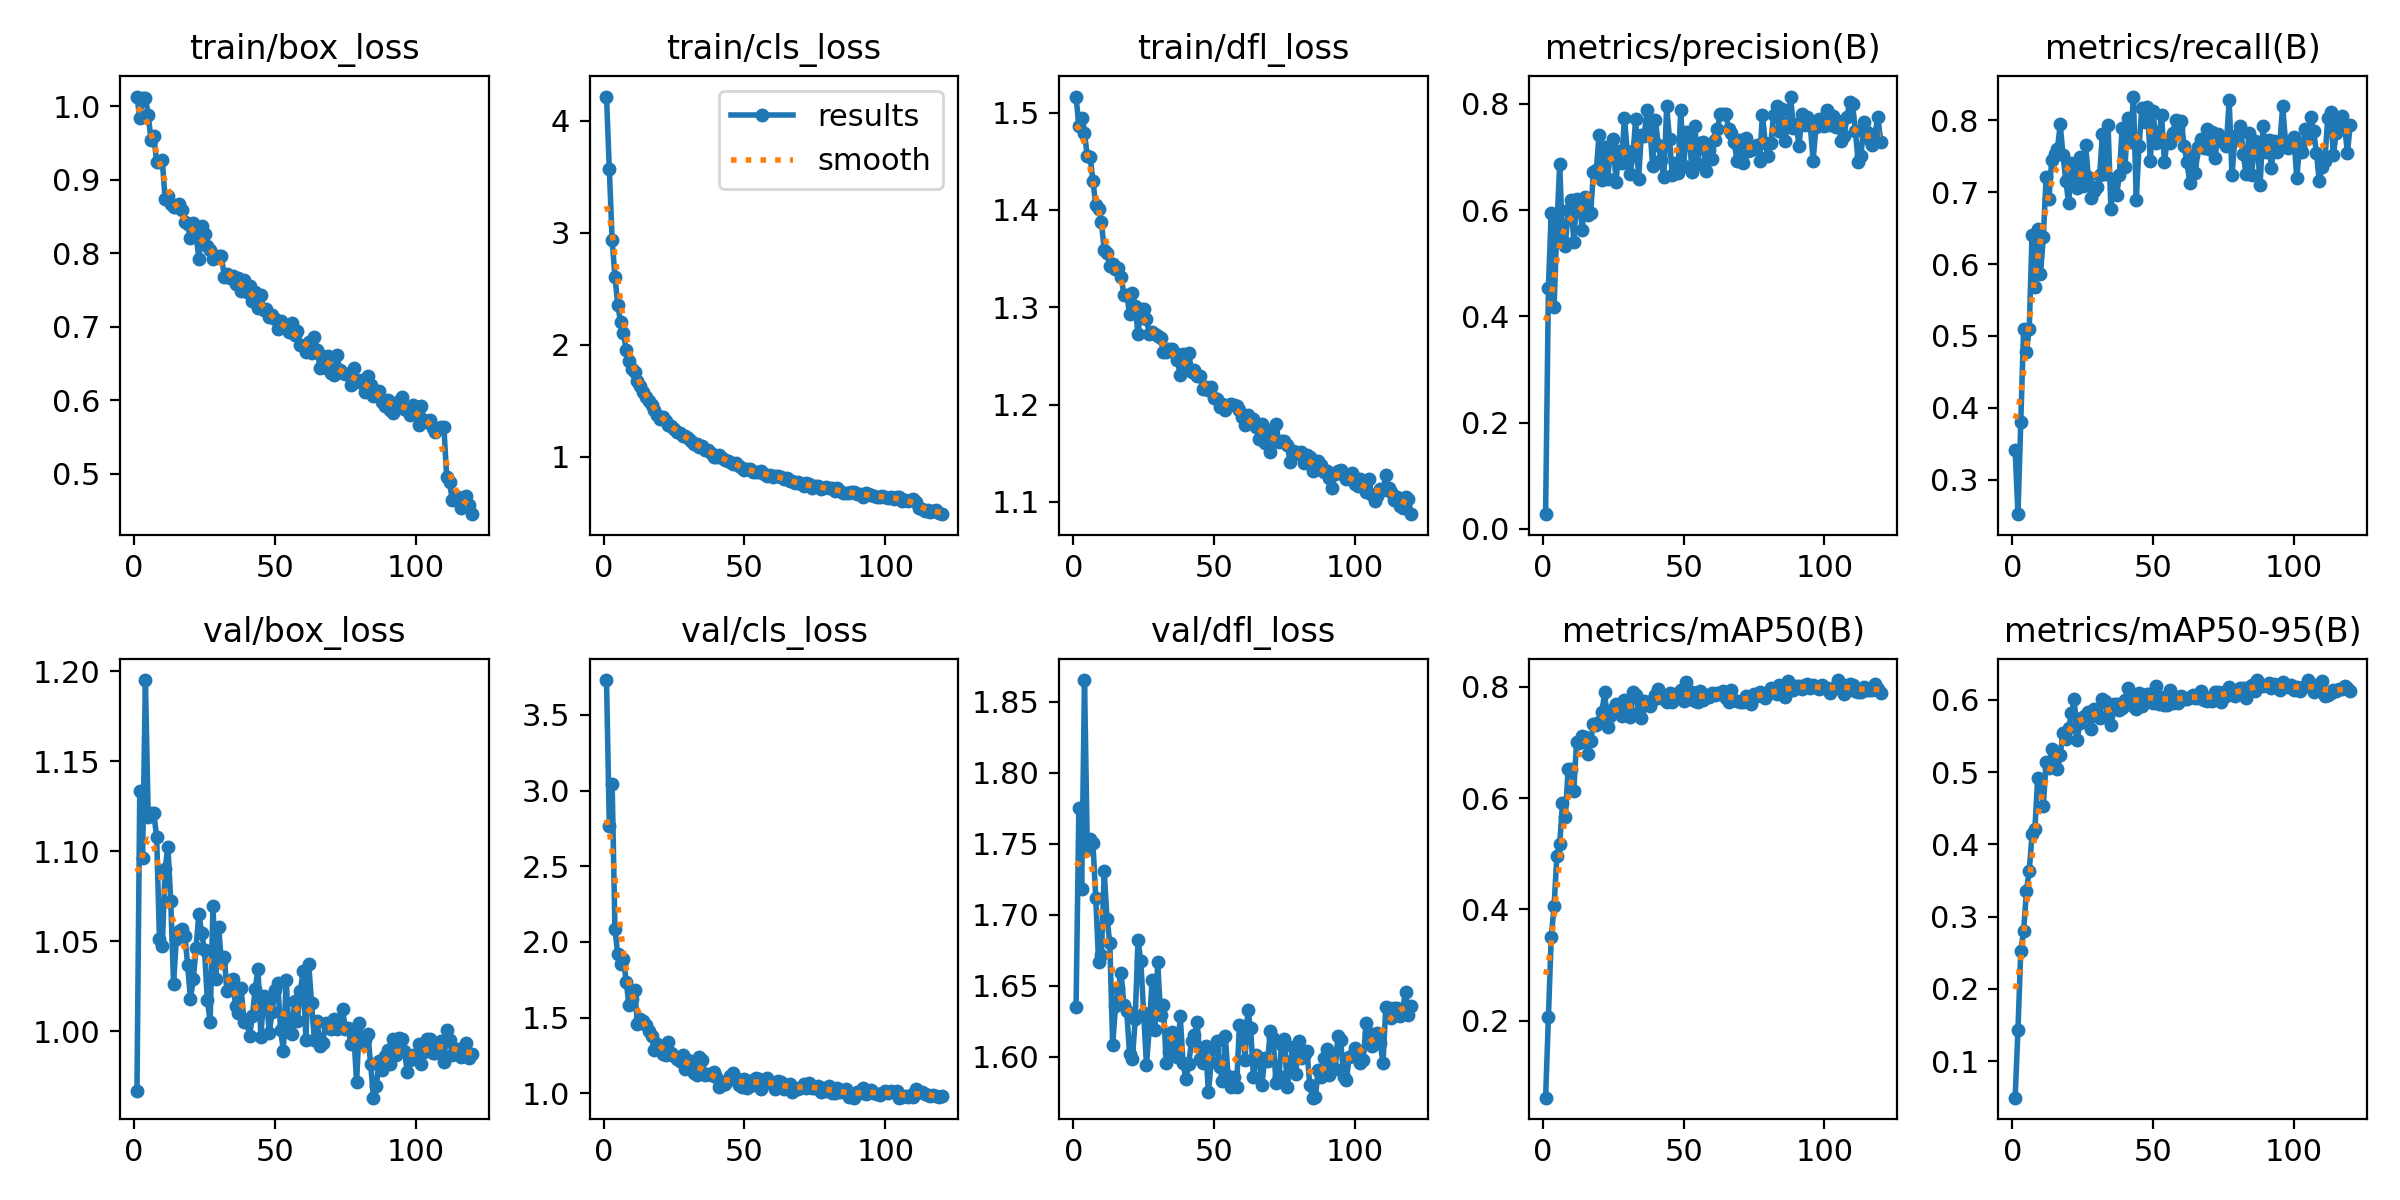 train/box_loss
1.0
0.9
0.8
0.7
0.6
0.5
0 50 100
train/cls_loss
results
smooth
4
3
2
1
0 50 100
train/dfl_loss
1.5
1.4
1.3
1.2
1.1
0 50 100
metrics/precision(B)
0.8
0.6
0.4
0.2
0.0
0 50 100
metrics/recall(B)
0.8
0.7
0.6
0.5
0.4
0.3
0 50 100
val/box_loss
1.20
1.15
1.10
1.05
1.00
0 50 100
val/cls_loss
3.5
3.0
2.5
2.0
1.5
1.0
0 50 100
val/dfl_loss
1.85
1.80
1.75
1.70
1.65
1.60
0 50 100
metrics/mAP50(B)
0.8
0.6
0.4
0.2
0 50 100
metrics/mAP50-95(B)
0.6
0.5
0.4
0.3
0.2
0.1
0 50 100